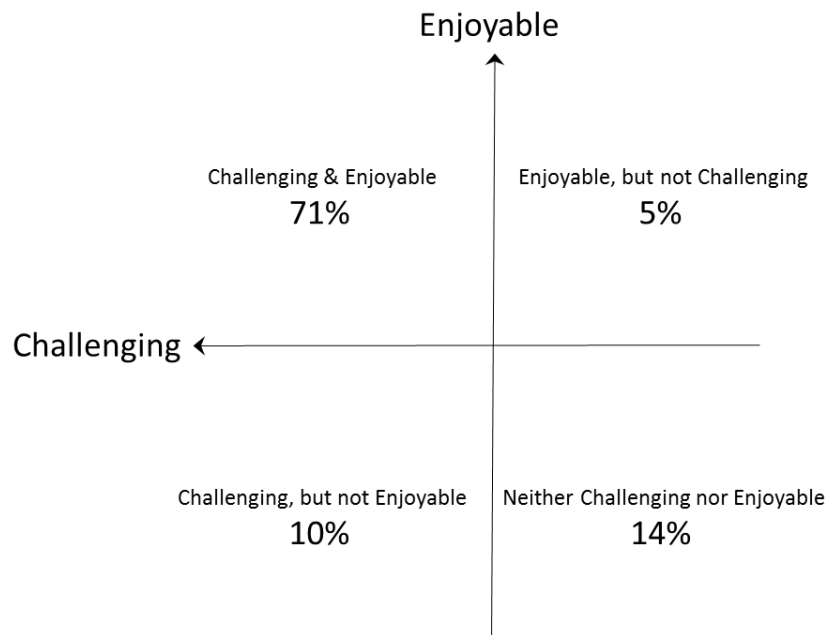 Enjoyable
Challenging & Enjoyable
71%
Enjoyable, but not Challenging
5%
Challenging
Challenging, but not Enjoyable
10%
Neither Challenging nor Enjoyable
14%